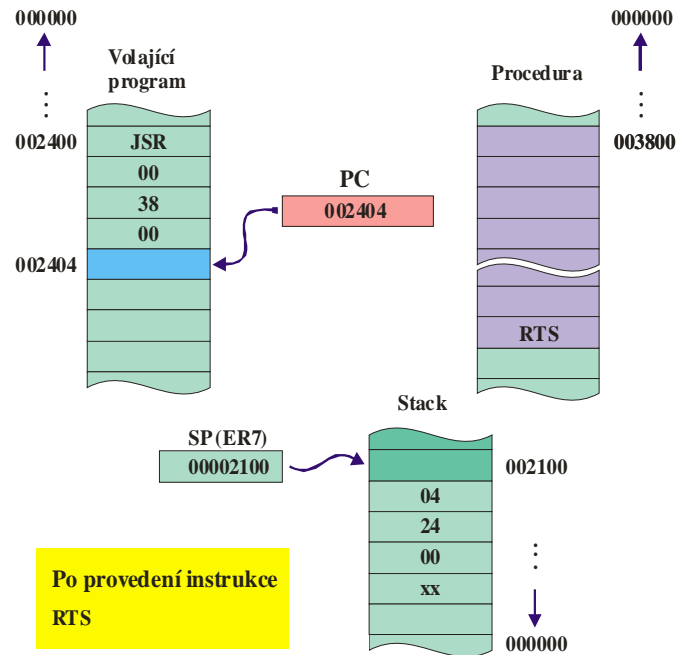 000000
000000
Volající
program
Procedura
⋮
⋮
002400
JSR
003800
00
PC
38
002404
00
002404
RTS
Stack
SP (ER7)
00002100
002100
04
24
00
⋮
xx
Po provedení instrukce
RTS
000000